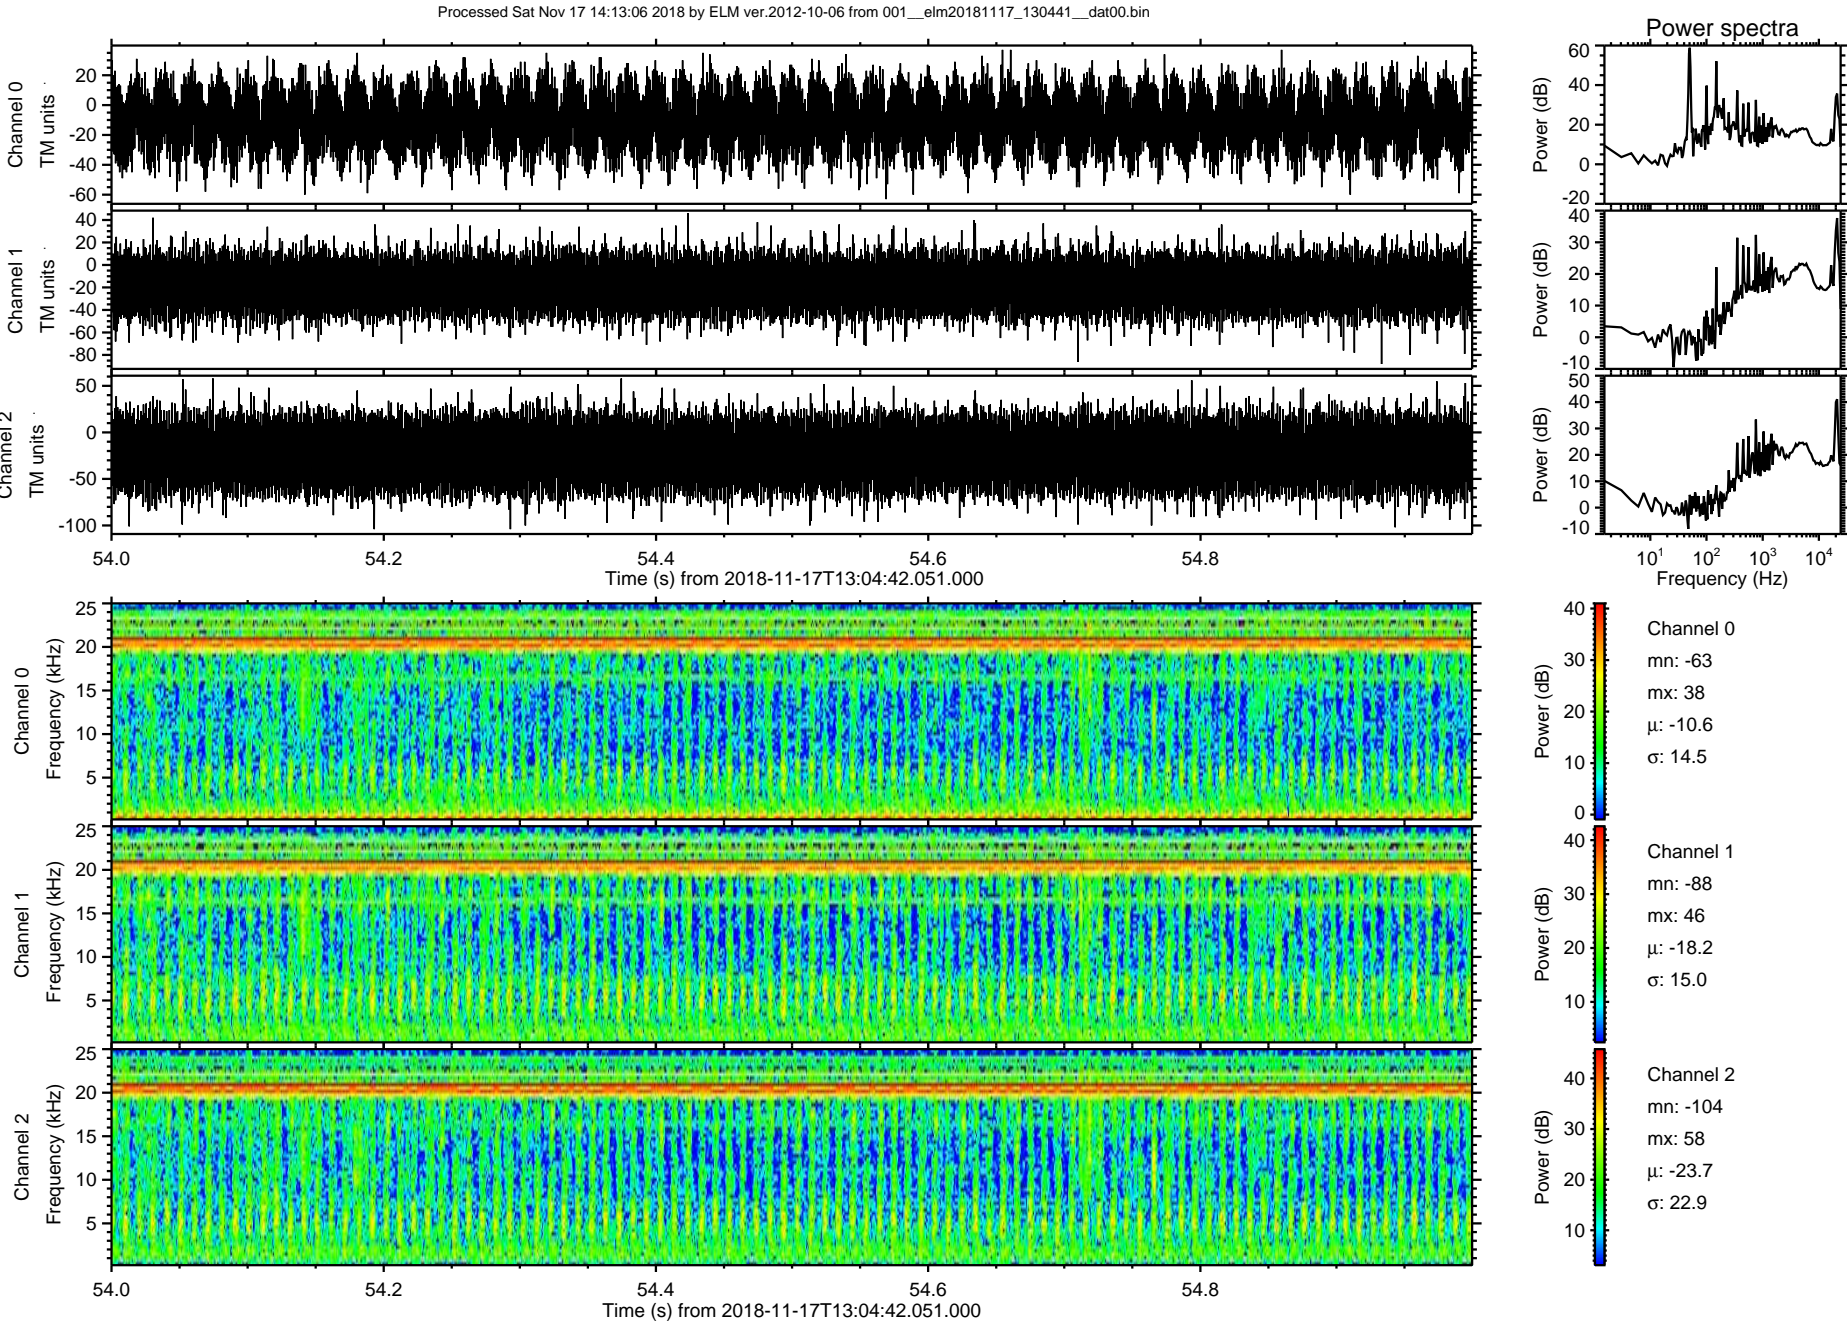 Processed Sat Nov 17 14:13:06 2018 by ELM ver.2012-10-06 from 001__elm20181117_130441__dat00.bin
Power spectra
Channel 0
TM units
20
0
-20
-40
-60
Power (dB)
60
40
20
0
-20
Channel 1
TM units
40
20
0
-20
-40
-60
-80
Power (dB)
40
30
20
10
0
-10
Channel 2
TM units
50
0
-50
-100
Power (dB)
50
40
30
20
10
0
-10
54.0 54.2 54.4 54.6 54.8
Time (s) from 2018-11-17T13:04:42.051.000
10¹ 10² 10³ 10⁴
Frequency (Hz)
Channel 0
Frequency (kHz)
25
20
15
10
5
Power (dB)
40
30
20
10
0
Channel 0
mn: -63
mx: 38
μ: -10.6
σ: 14.5
Channel 1
Frequency (kHz)
25
20
15
10
5
Power (dB)
40
30
20
10
Channel 1
mn: -88
mx: 46
μ: -18.2
σ: 15.0
Channel 2
Frequency (kHz)
25
20
15
10
5
Power (dB)
40
30
20
10
Channel 2
mn: -104
mx: 58
μ: -23.7
σ: 22.9
54.0 54.2 54.4 54.6 54.8
Time (s) from 2018-11-17T13:04:42.051.000